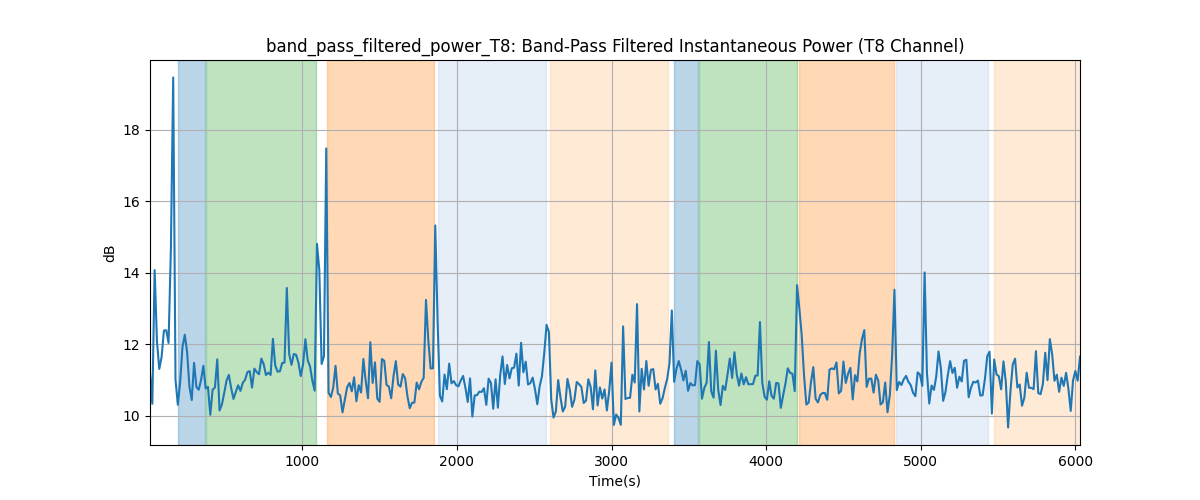 band_pass_filtered_power_T8: Band-Pass Filtered Instantaneous Power (T8 Channel)
dB
18
16
14
12
10
1000 2000 3000 4000 5000 6000
Time(s)